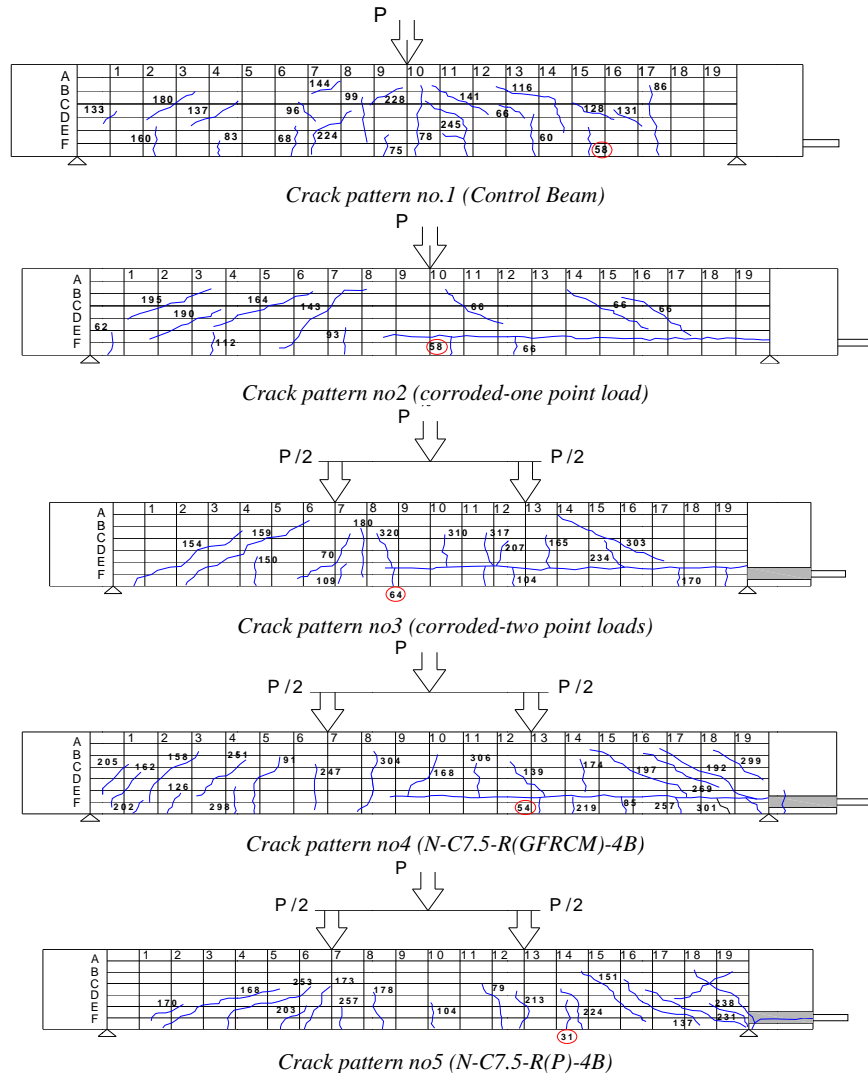 P
1 2 3 4 5 6 7 8 9 10 11 12 13 14 15 16 17 18 19
A
B
C
D
E
F
144 116 86
180 99 228 141
133 137 96 66 128 131
245
160 83 68 224 78 60
75 58
Crack pattern no.1 (Control Beam)
P
1 2 3 4 5 6 7 8 9 10 11 12 13 14 15 16 17 18 19
A
B
C
D
E
F
195 164 143 66 66 66
190
62 93
112 58 66
Crack pattern no2 (corroded-one point load)
P
P/2 P/2
1 2 3 4 5 6 7 8 9 10 11 12 13 14 15 16 17 18 19
A
B
C
D
E
F
180
159 320 310 317
154 207 165 303
150 70 234
109 104 170
64
Crack pattern no3 (corroded-two point loads)
P
P/2 P/2
1 2 3 4 5 6 7 8 9 10 11 12 13 14 15 16 17 18 19
A
B
C
D
E
F
158 251 91 304 306
205 162 247 168 139 174 197 192 299
126 269
202 298 54 219 85 257 301
Crack pattern no4 (N-C7.5-R(GFRCM)-4B)
P
P/2 P/2
1 2 3 4 5 6 7 8 9 10 11 12 13 14 15 16 17 18 19
A
B
C
D
E
F
253 173 151
168 178 79
170 257 213 238
203 104 224 231
137
31
Crack pattern no5 (N-C7.5-R(P)-4B)